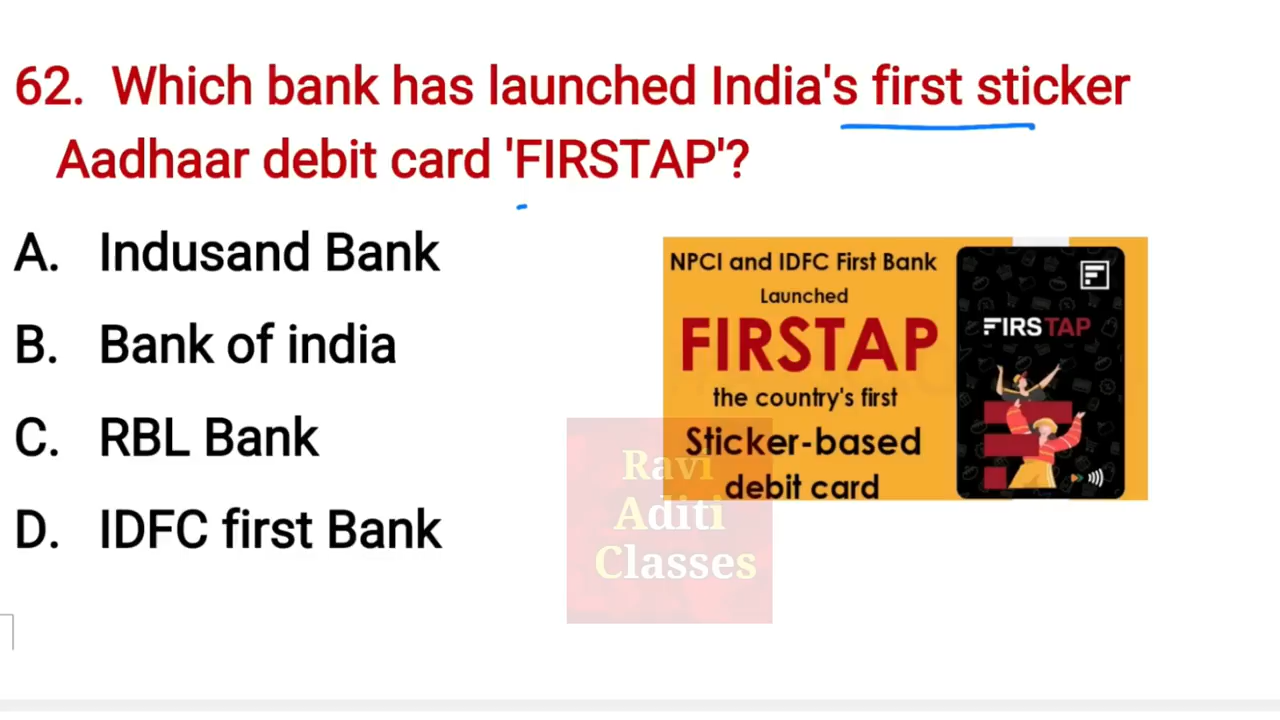 62. Which bank has launched India's first sticker
Aadhaar debit card 'FIRSTAP'?
A. Indusand Bank
B. Bank of india
C. RBL Bank
D. IDFC first Bank
NPCI and IDFC First Bank
Launched
FIRSTAP
the country's first
Sticker-based
debit card
FIRSTAP
Ravi
Aditi
Classes